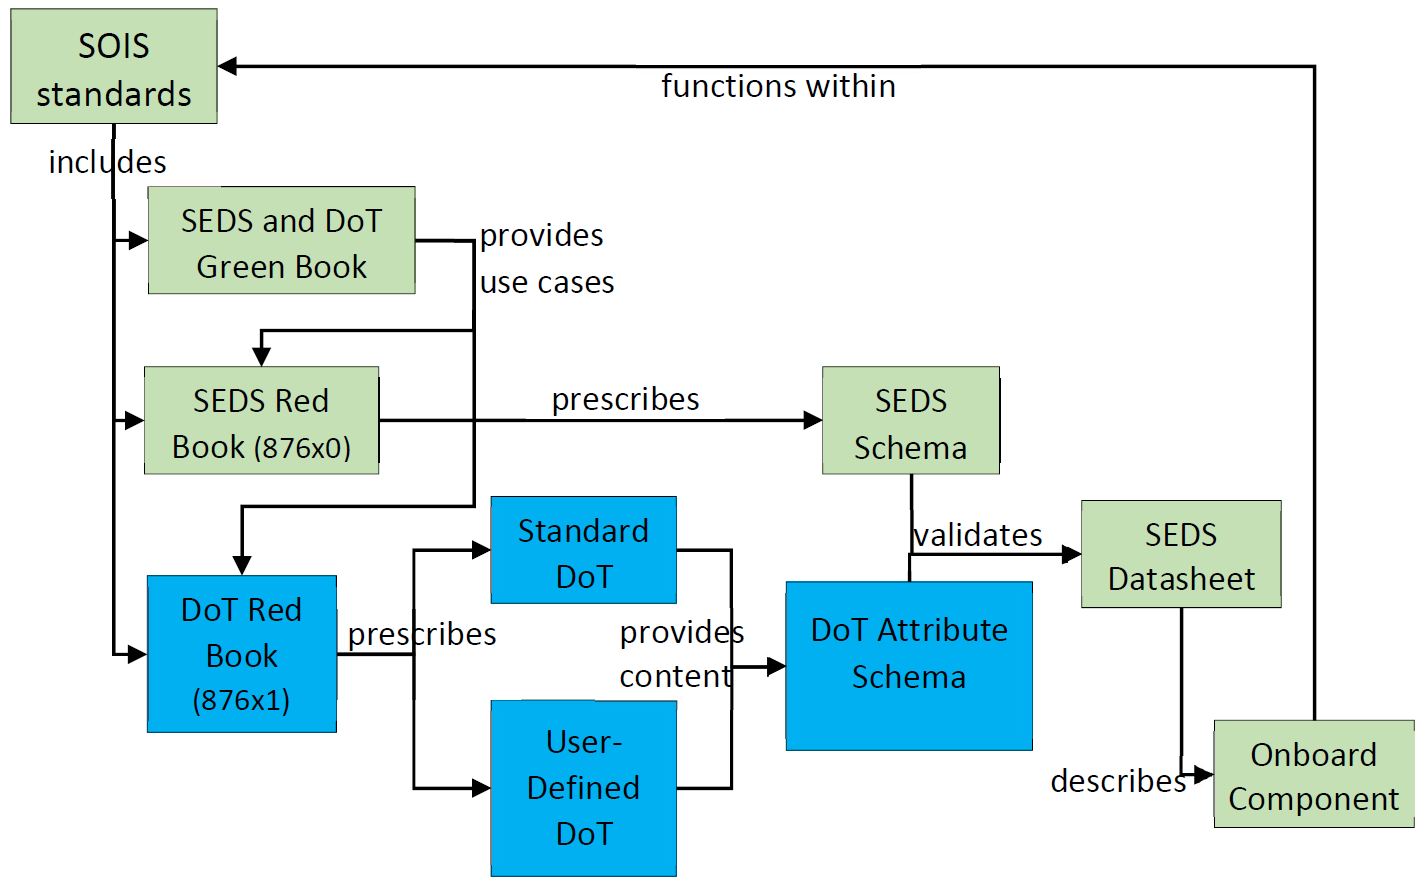 SOIS
standards
functions within
includes
SEDS and DoT
Green Book
provides
use cases
SEDS Red
Book (876x0)
prescribes
SEDS
Schema
Standard
DoT
validates
SEDS
Datasheet
DoT Red
Book
(876x1)
prescribes
provides
content
DoT Attribute
Schema
User-
Defined
DoT
describes
Onboard
Component